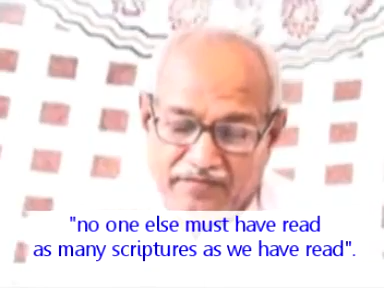 "no one else must have read
as many scriptures as we have read".